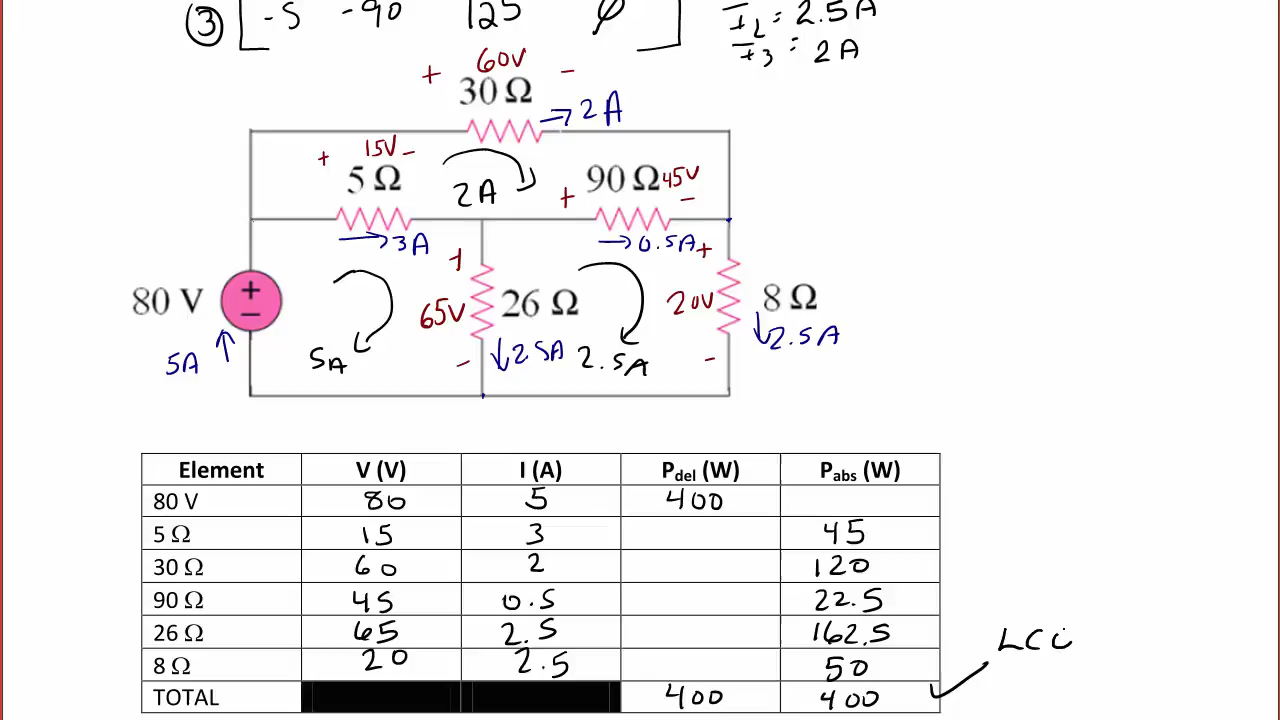 ③ [ -5 -90 125 φ ] I2 = 2.5A
I3 = 2A
+ 60V -
30 Ω
→ 2A
+ 15V -
5 Ω
2A
+ 90 Ω 45V -
→ 3A
→ 0.5A
+
+
80 V
+
−
65V
26 Ω
20V
8 Ω
5A ↑
5A
-
↓ 2.5A
2.5A
-
↓ 2.5A
Element V (V) I (A) Pdel (W) Pabs (W)
80 V 80 5 400
5 Ω 15 3 45
30 Ω 60 2 120
90 Ω 45 0.5 22.5
26 Ω 65 2.5 162.5
8 Ω 20 2.5 50
TOTAL 400 400